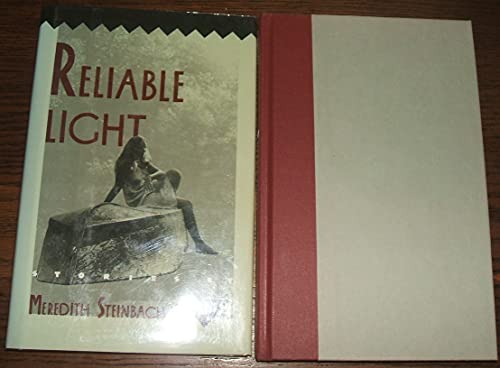 RELIABLE
LIGHT
STORIES
MEREDITH STEINBACH